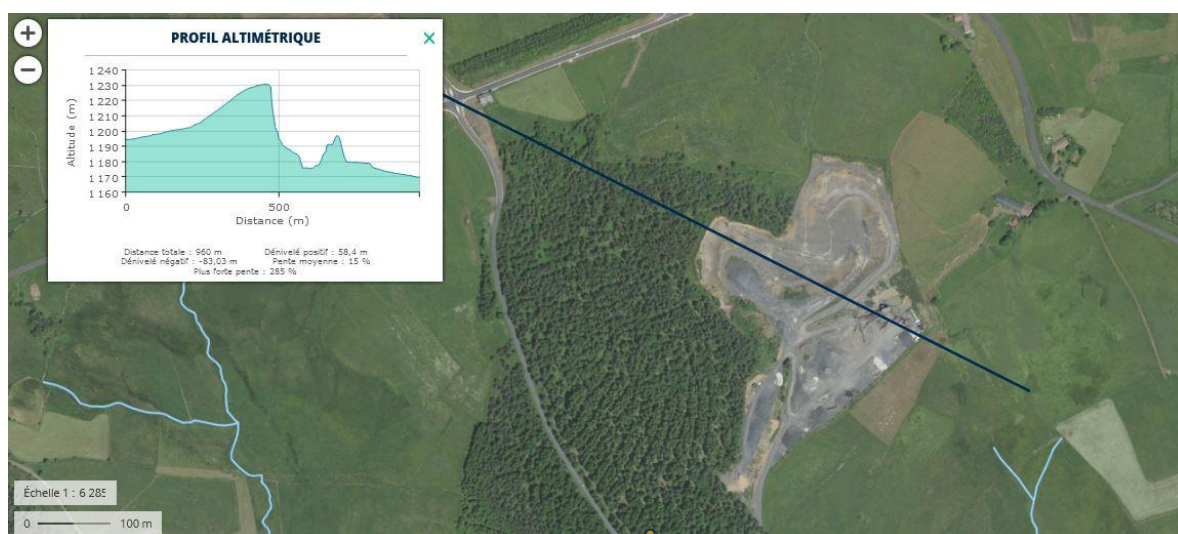 +
−
PROFIL ALTIMÉTRIQUE ×
1 240
1 230
1 220
1 210
1 200
1 190
1 180
1 170
1 160
Altitude (m)
0 500
Distance (m)
Distance totale : 960 m Dénivelé positif : 58,4 m
Dénivelé négatif : -83,03 m Pente moyenne : 15 %
Plus forte pente : 285 %
Échelle 1 : 6 285
0 100 m